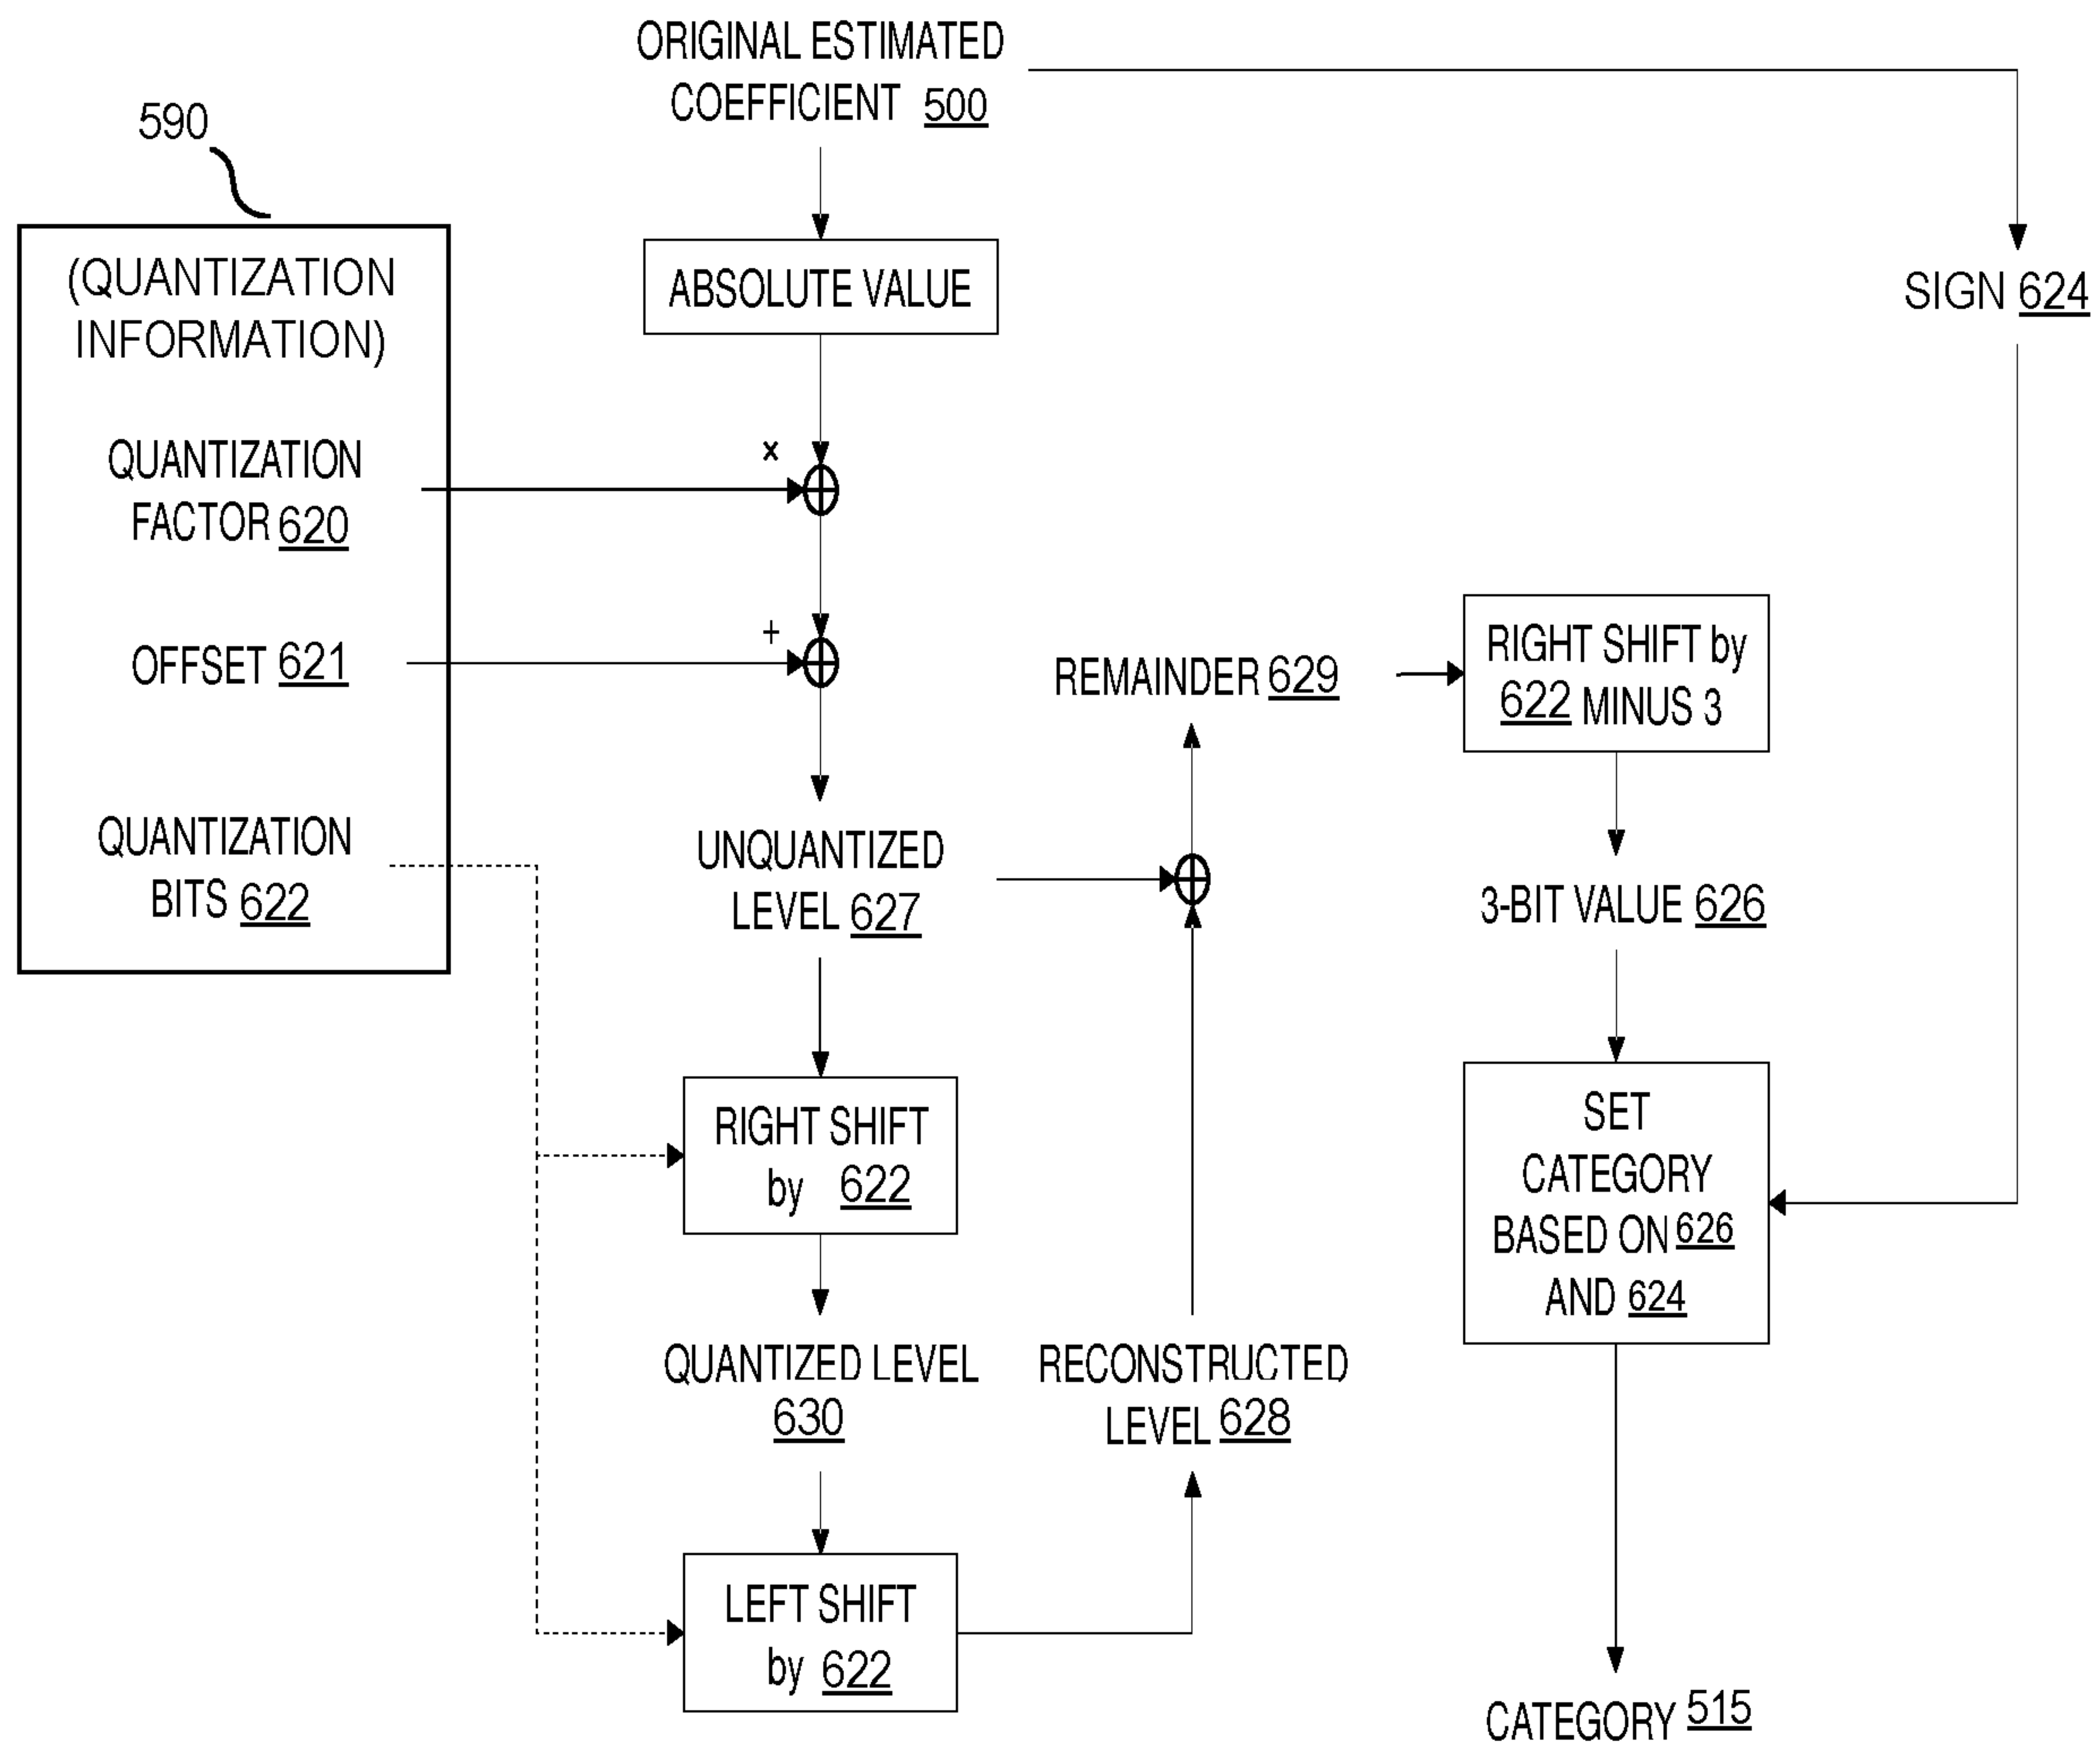 ORIGINAL ESTIMATED
COEFFICIENT 500
590
(QUANTIZATION
INFORMATION)
QUANTIZATION
FACTOR 620
OFFSET 621
QUANTIZATION
BITS 622
ABSOLUTE VALUE
×
+
UNQUANTIZED
LEVEL 627
RIGHT SHIFT
by 622
QUANTIZED LEVEL
630
LEFT SHIFT
by 622
RECONSTRUCTED
LEVEL 628
REMAINDER 629
RIGHT SHIFT by
622 MINUS 3
3-BIT VALUE 626
SIGN 624
SET
CATEGORY
BASED ON 626
AND 624
CATEGORY 515